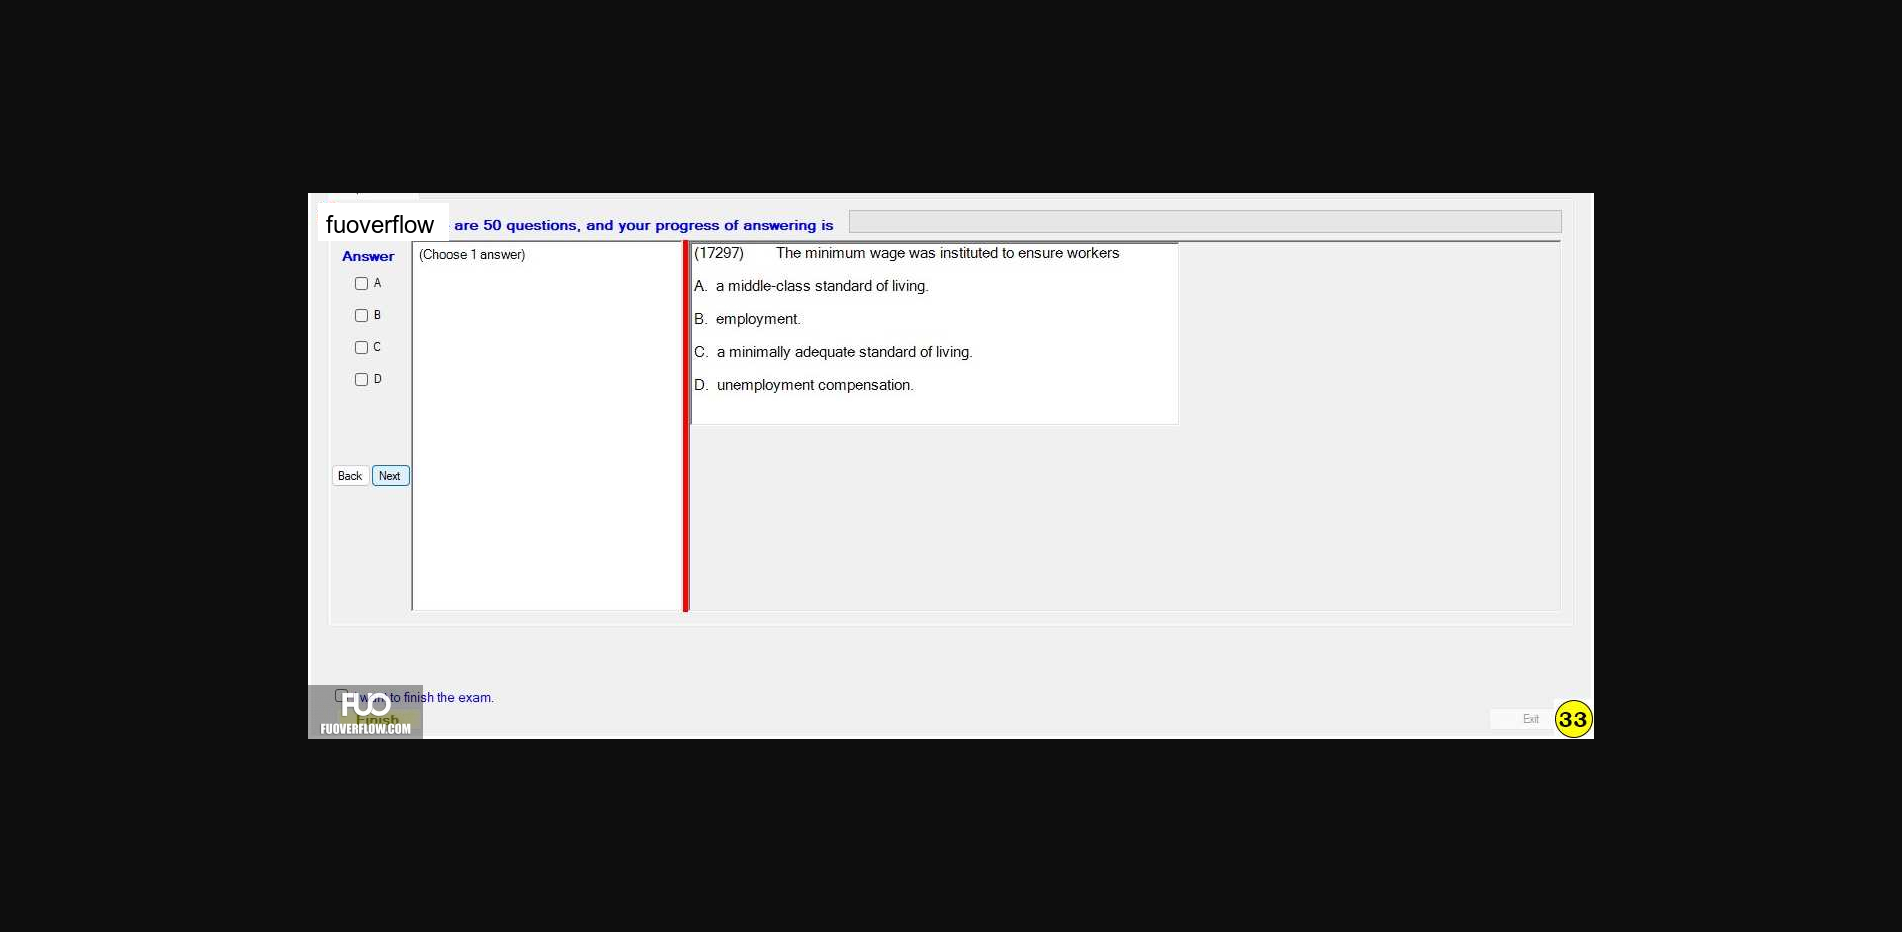 fuoverflow are 50 questions, and your progress of answering is
Answer
(Choose 1 answer)
A
B
C
D
Back Next
(17297) The minimum wage was instituted to ensure workers
A. a middle-class standard of living.
B. employment.
C. a minimally adequate standard of living.
D. unemployment compensation.
want to finish the exam.
FUO
Finish
FUOVERFLOW.COM
Exit
33